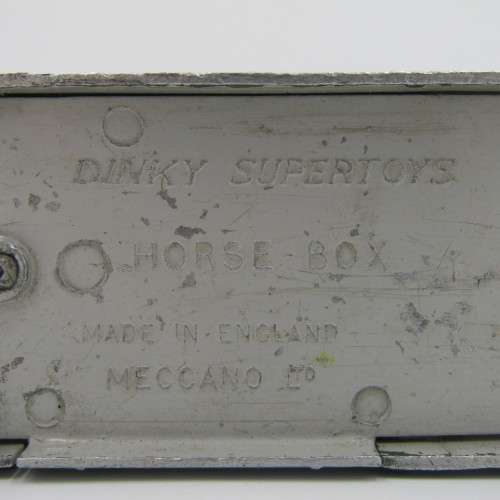 DINKY SUPERTOYS
HORSE BOX
MADE IN ENGLAND
MECCANO LTD